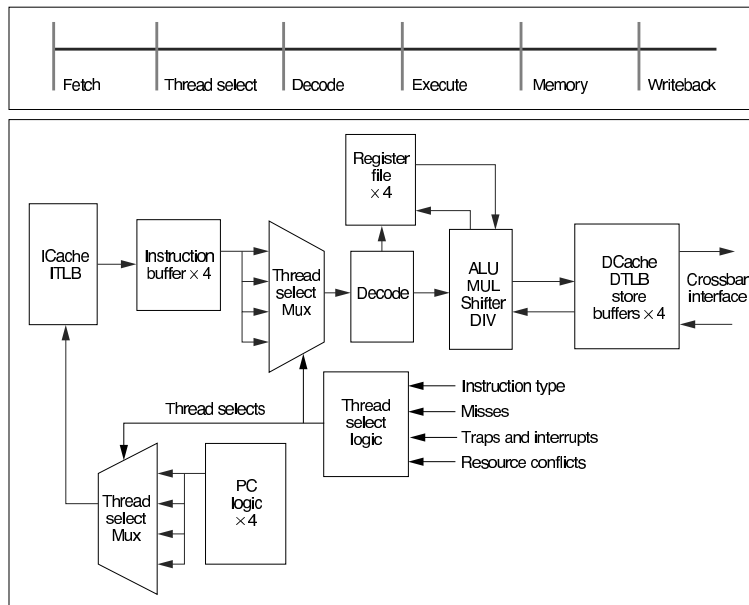 Fetch
Thread select
Decode
Execute
Memory
Writeback
Register
file
× 4
ICache
ITLB
Instruction
buffer × 4
Thread
select
Mux
Decode
ALU
MUL
Shifter
DIV
DCache
DTLB
store
buffers × 4
Crossbar
interface
Thread selects
Thread
select
logic
Instruction type
Misses
Traps and interrupts
Resource conflicts
Thread
select
Mux
PC
logic
× 4